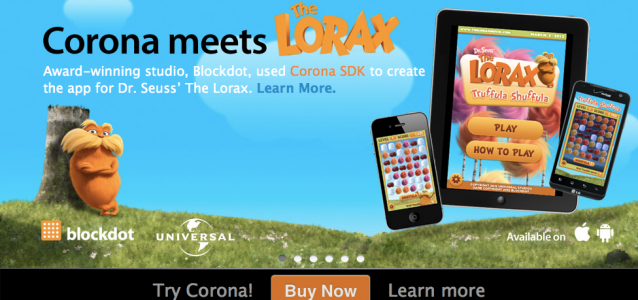 Corona meets The LORAX
Award-winning studio, Blockdot, used Corona SDK to create
the app for Dr. Seuss' The Lorax. Learn More.
Dr. Seuss'
The LORAX
Truffula Shuffula
PLAY
HOW TO PLAY
blockdot
UNIVERSAL
Available on
Try Corona!
Buy Now
Learn more